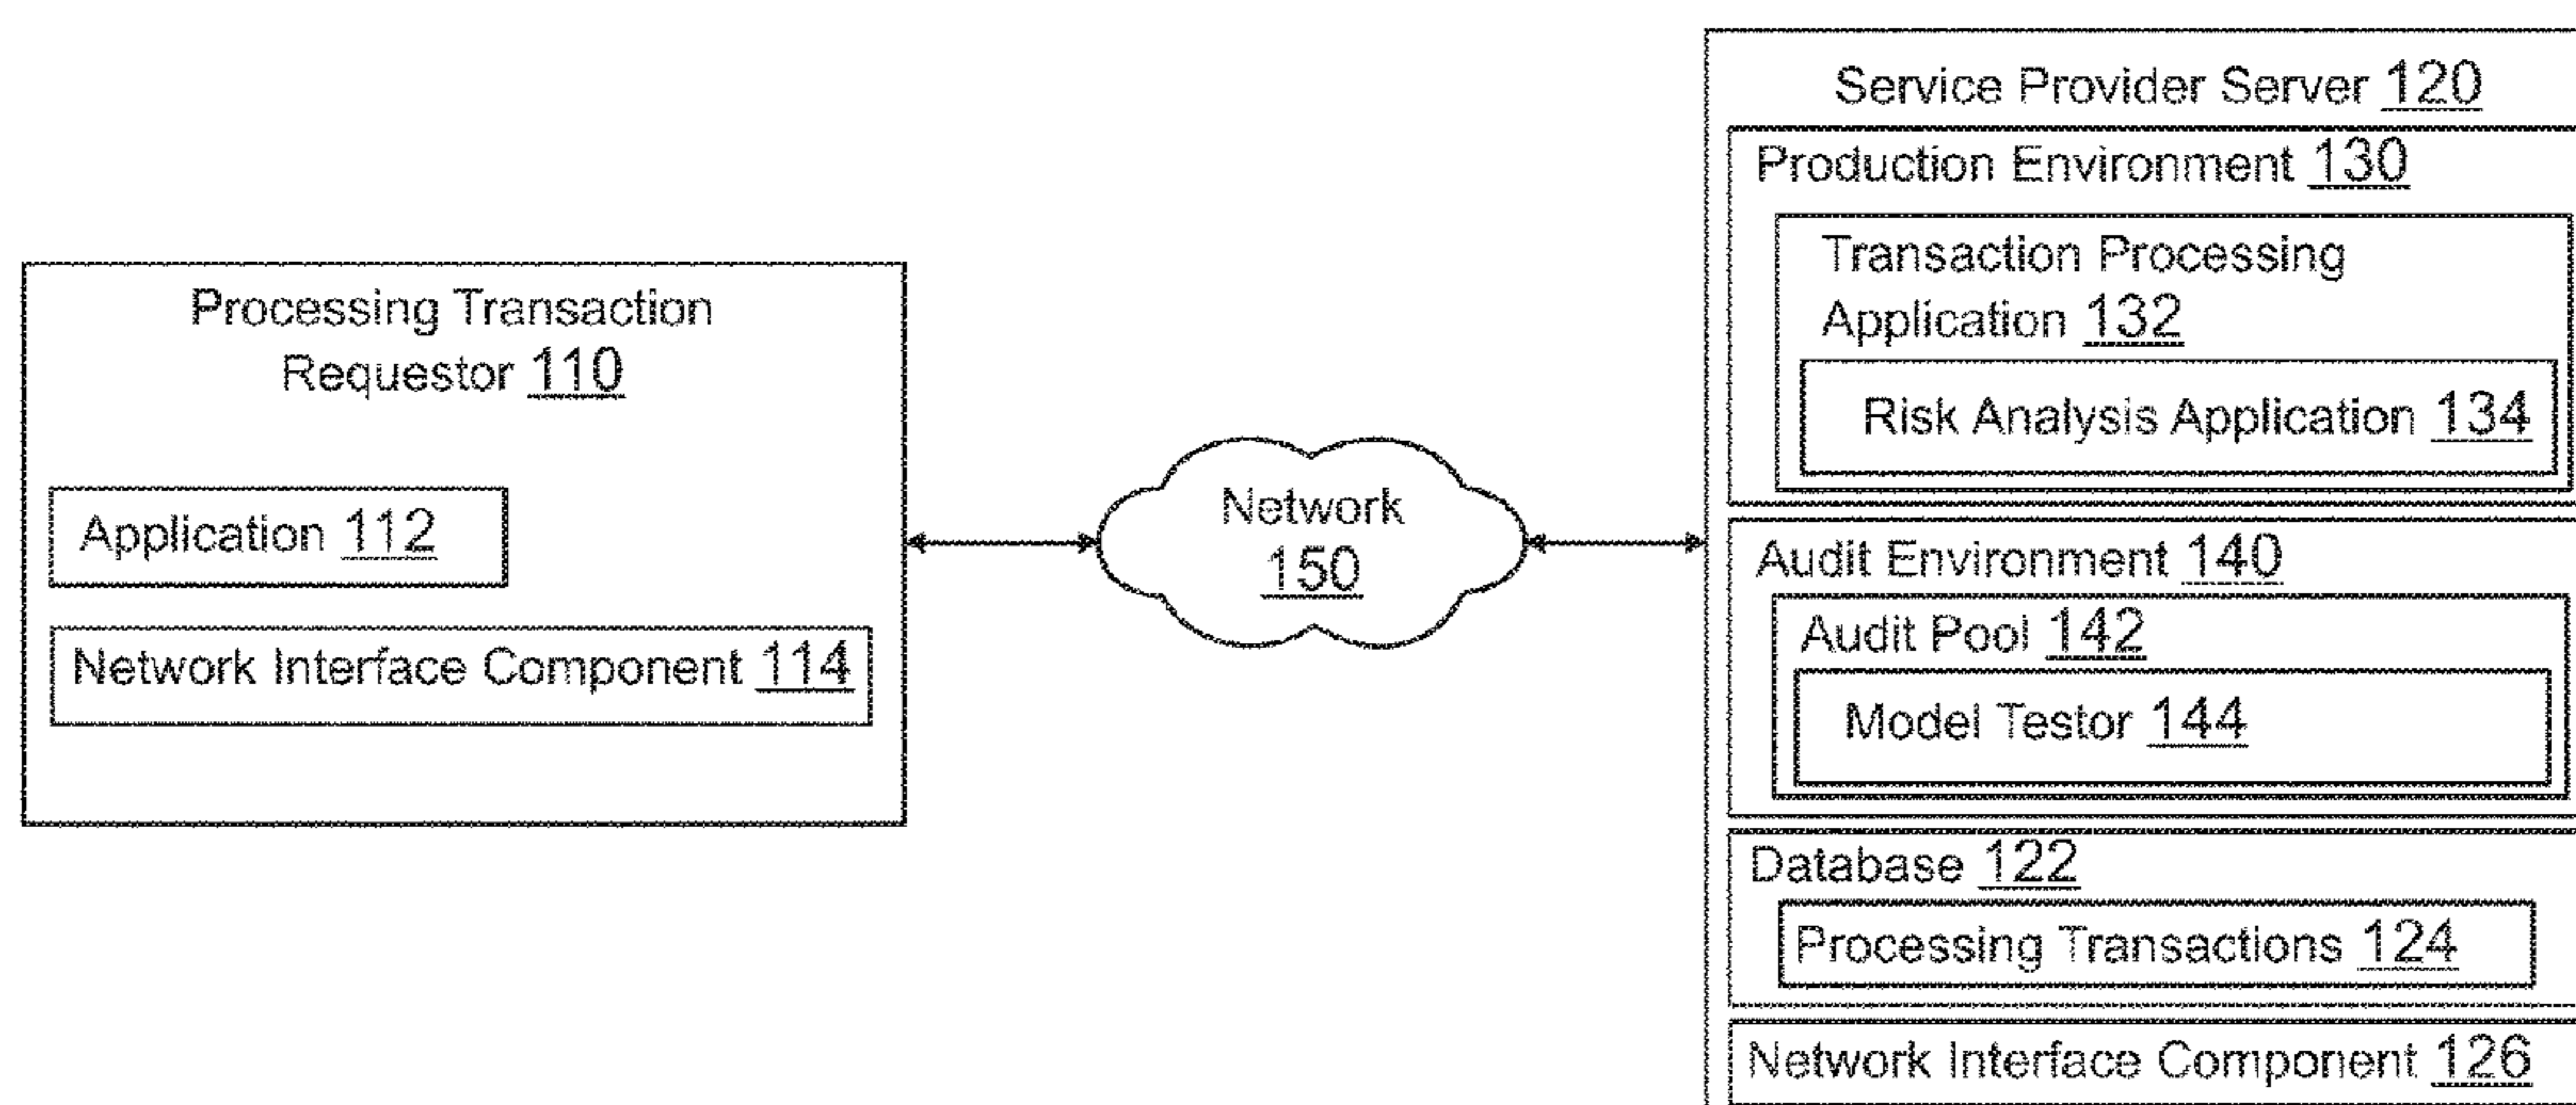 Processing Transaction
Requestor 110
Application 112
Network Interface Component 114
Network
150
Service Provider Server 120
Production Environment 130
Transaction Processing
Application 132
Risk Analysis Application 134
Audit Environment 140
Audit Pool 142
Model Testor 144
Database 122
Processing Transactions 124
Network Interface Component 126